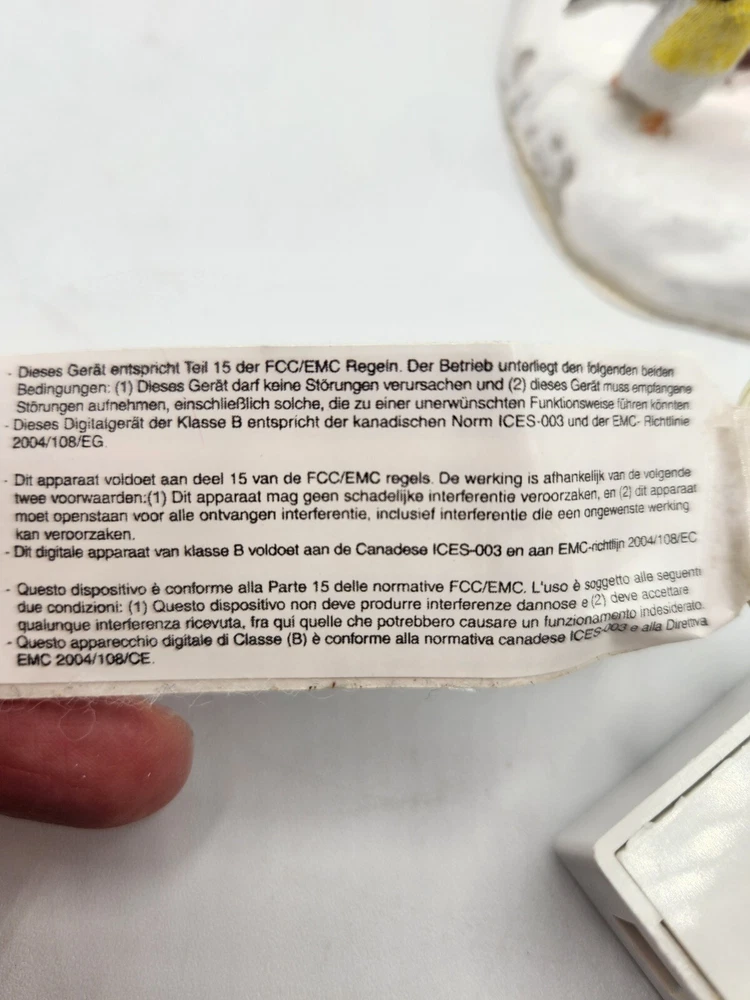 - Dieses Gerät entspricht Teil 15 der FCC/EMC Regeln. Der Betrieb unterliegt den folgenden beiden
Bedingungen: (1) Dieses Gerät darf keine Störungen verursachen und (2) dieses Gerät muss empfangene
Störungen aufnehmen, einschließlich solche, die zu einer unerwünschten Funktionsweise führen könnten.
- Dieses Digitalgerät der Klasse B entspricht der kanadischen Norm ICES-003 und der EMC- Richtlinie
2004/108/EG.
- Dit apparaat voldoet aan deel 15 van de FCC/EMC regels. De werking is afhankelijk van de volgende
twee voorwaarden:(1) Dit apparaat mag geen schadelijke interferentie veroorzaken, en (2) dit apparaat
moet openstaan voor alle ontvangen interferentie, inclusief interferentie die een ongewenste werking
kan veroorzaken.
- Dit digitale apparaat van klasse B voldoet aan de Canadese ICES-003 en aan EMC-richtlijn 2004/108/EC
- Questo dispositivo è conforme alla Parte 15 delle normative FCC/EMC. L'uso è soggetto alle seguenti
due condizioni: (1) Questo dispositivo non deve produrre interferenze dannose e (2) deve accettare
qualunque interferenza ricevuta, fra qui quelle che potrebbero causare un funzionamento indesiderato.
- Questo apparecchio digitale di Classe (B) è conforme alla normativa canadese ICES-003 e alla Direttiva
EMC 2004/108/CE.